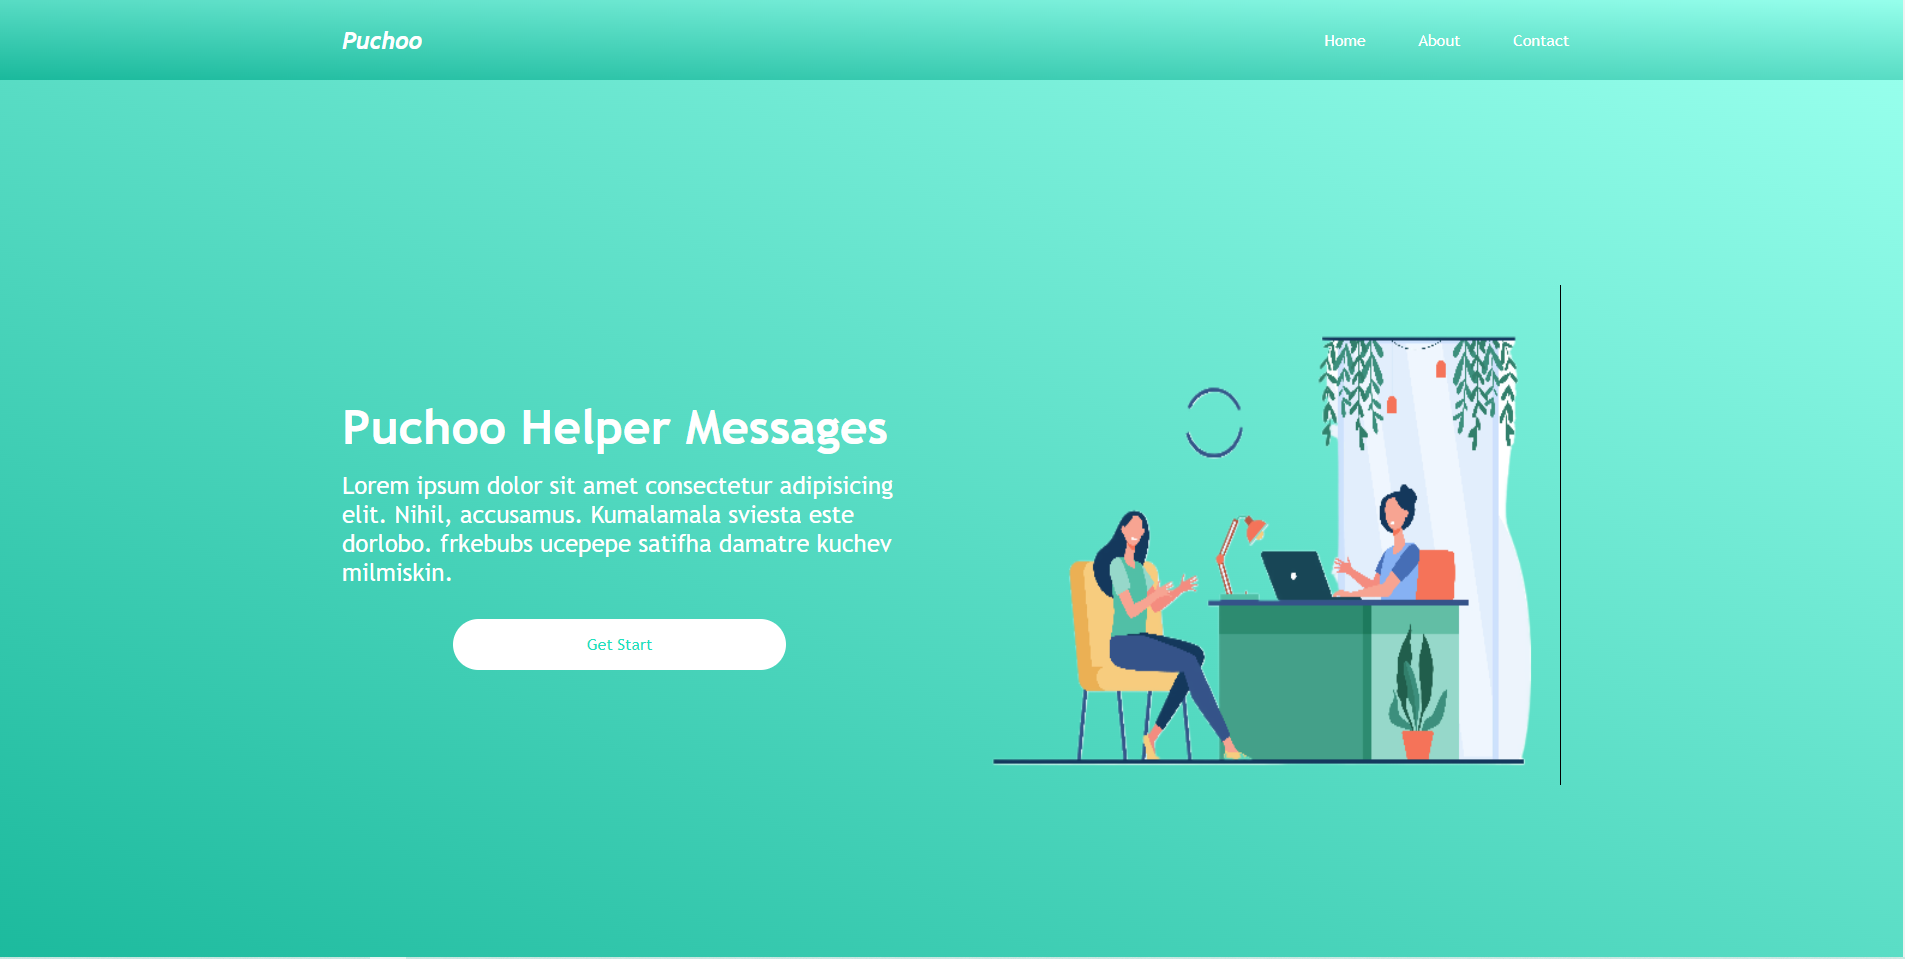 Puchoo
Home About Contact
Puchoo Helper Messages
Lorem ipsum dolor sit amet consectetur adipisicing
elit. Nihil, accusamus. Kumalamala sviesta este
dorlobo. frkebubs ucepepe satifha damatre kuchev
milmiskin.
Get Start